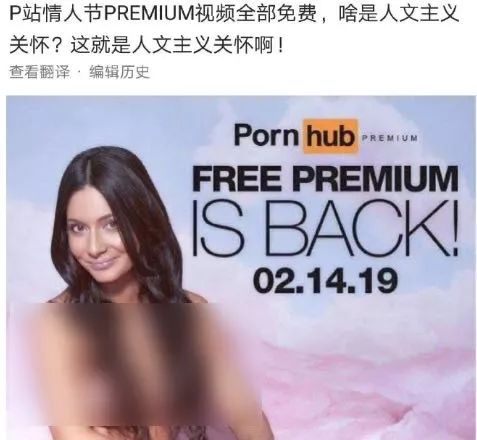 P站情人节PREMIUM视频全部免费，啥是人文主义
关怀？这就是人文主义关怀啊！
查看翻译 · 编辑历史
Porn hub PREMIUM
FREE PREMIUM
IS BACK!
02.14.19